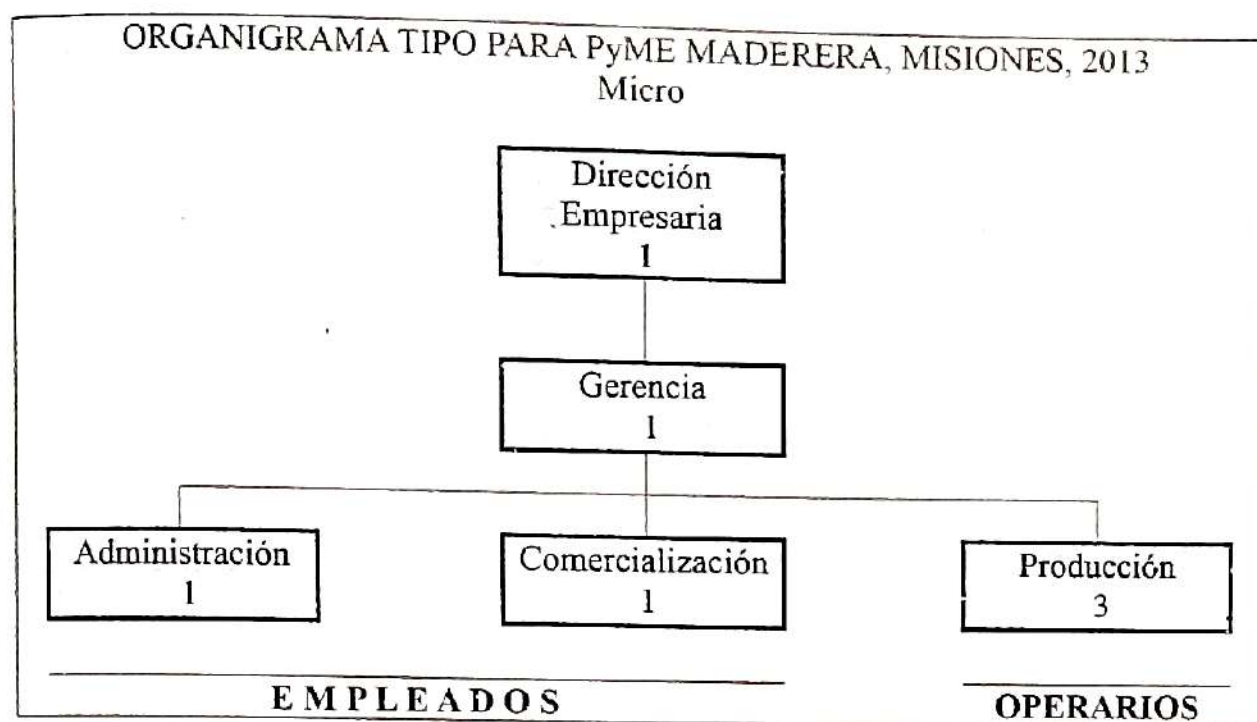 ORGANIGRAMA TIPO PARA PyME MADERERA, MISIONES, 2013
Micro
Dirección
Empresaria
1
Gerencia
1
Administración
1
Comercialización
1
Producción
3
EMPLEADOS
OPERARIOS